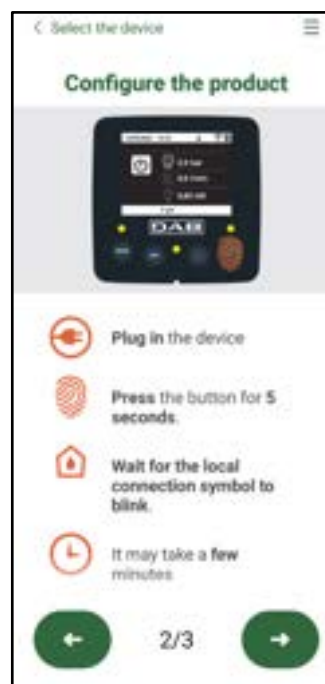 < Select the device
Configure the product
DAB
Plug in the device
Press the button for 5
seconds.
Wait for the local
connection symbol to
blink.
It may take a few
minutes
2/3